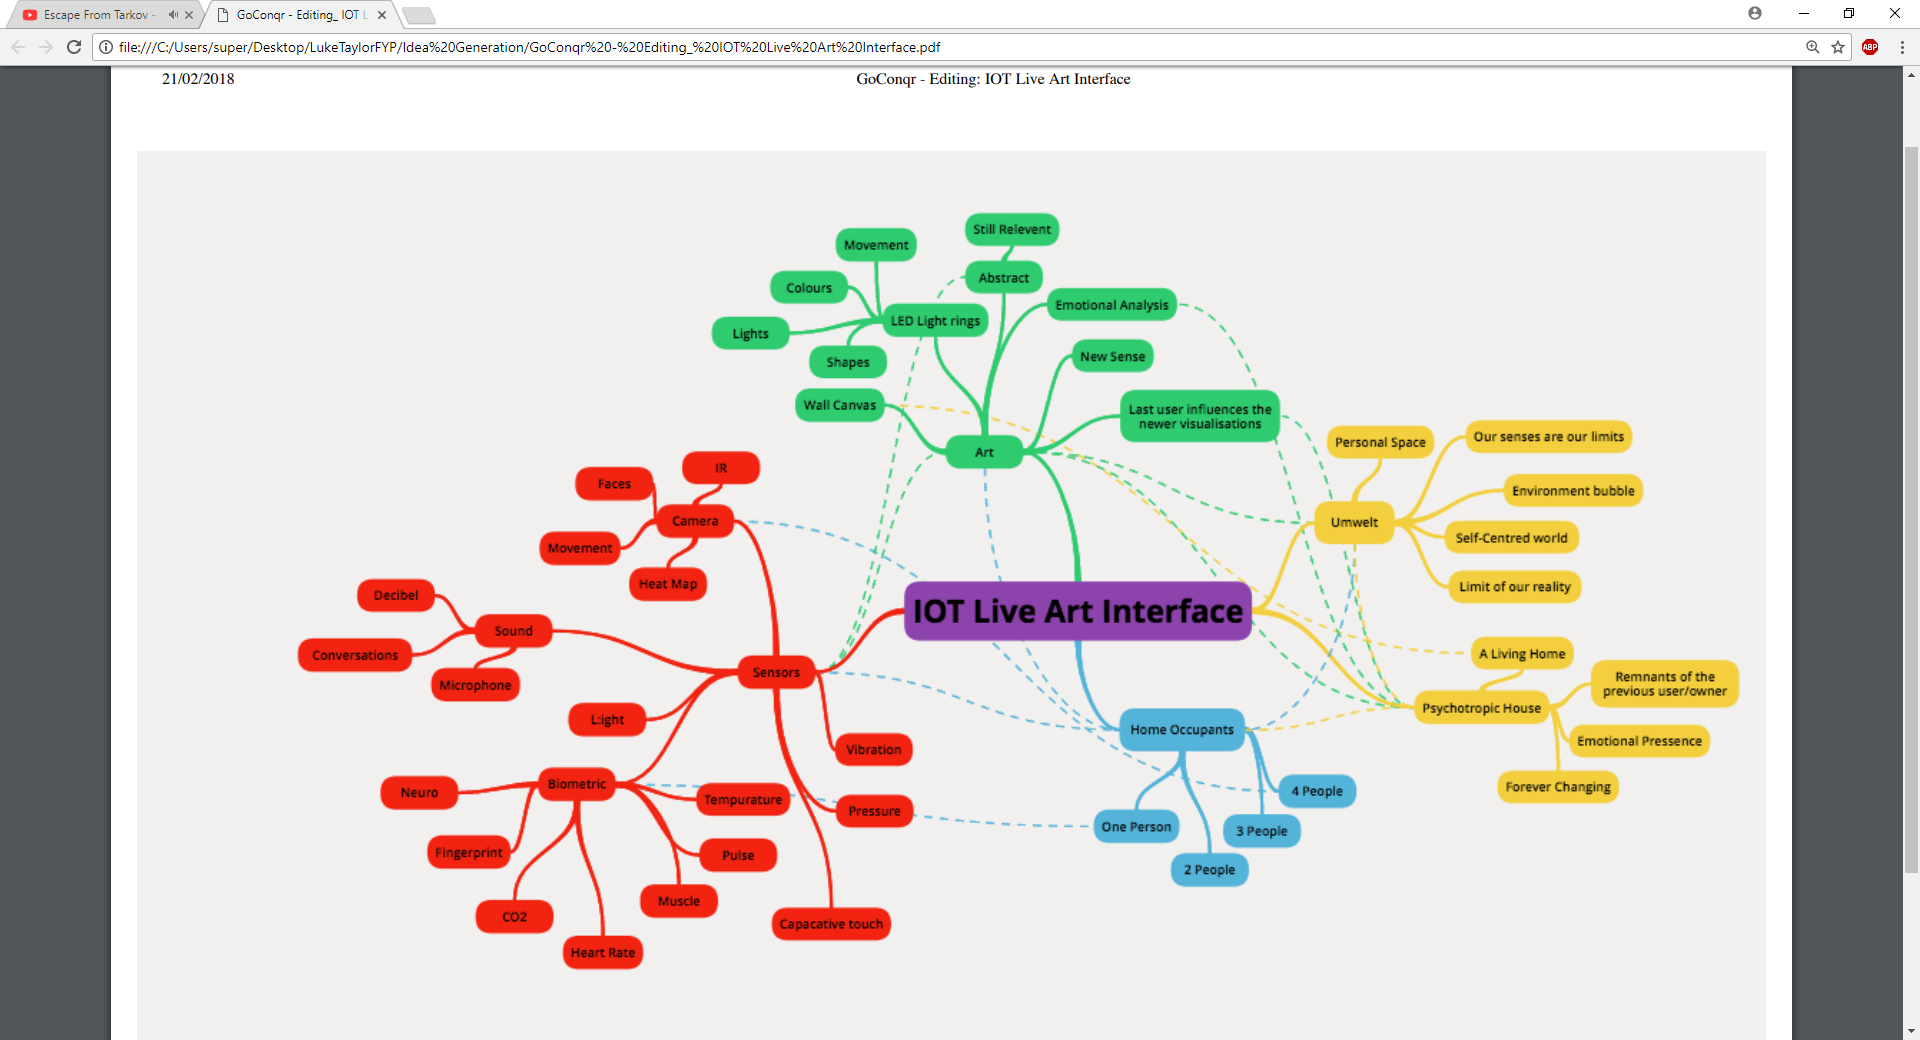 Escape From Tarkov -
GoConqr - Editing_ IOT L
file:///C:/Users/super/Desktop/LukeTaylorFYP/Idea%20Generation/GoConqr%20-%20Editing_%20IOT%20Live%20Art%20Interface.pdf
ABP
21/02/2018
GoConqr - Editing: IOT Live Art Interface
Still Relevent
Movement
Abstract
Colours
Emotional Analysis
LED Light rings
Lights
New Sense
Shapes
Wall Canvas
Last user influences the
newer visualisations
Art
Personal Space
Our senses are our limits
Environment bubble
Umwelt
Self-Centred world
Limit of our reality
IR
Faces
Camera
Movement
Heat Map
Decibel
IOT Live Art Interface
Sound
Conversations
Microphone
Sensors
A Living Home
Remnants of the
previous user/owner
Psychotropic House
Emotional Pressence
Forever Changing
L:ight
Home Occupants
Vibration
Biometric
Neuro
Tempurature
Pressure
4 People
One Person
3 People
2 People
Fingerprint
Pulse
Muscle
CO2
Capacative touch
Heart Rate